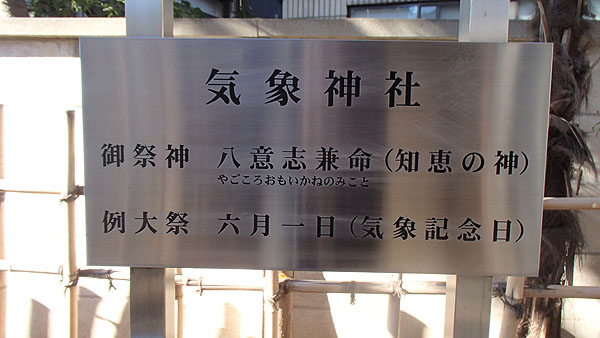 気象神社
御祭神 八意志兼命(知恵の神)
やごころおもいかねのみこと
例大祭 六月一日(気象記念日)